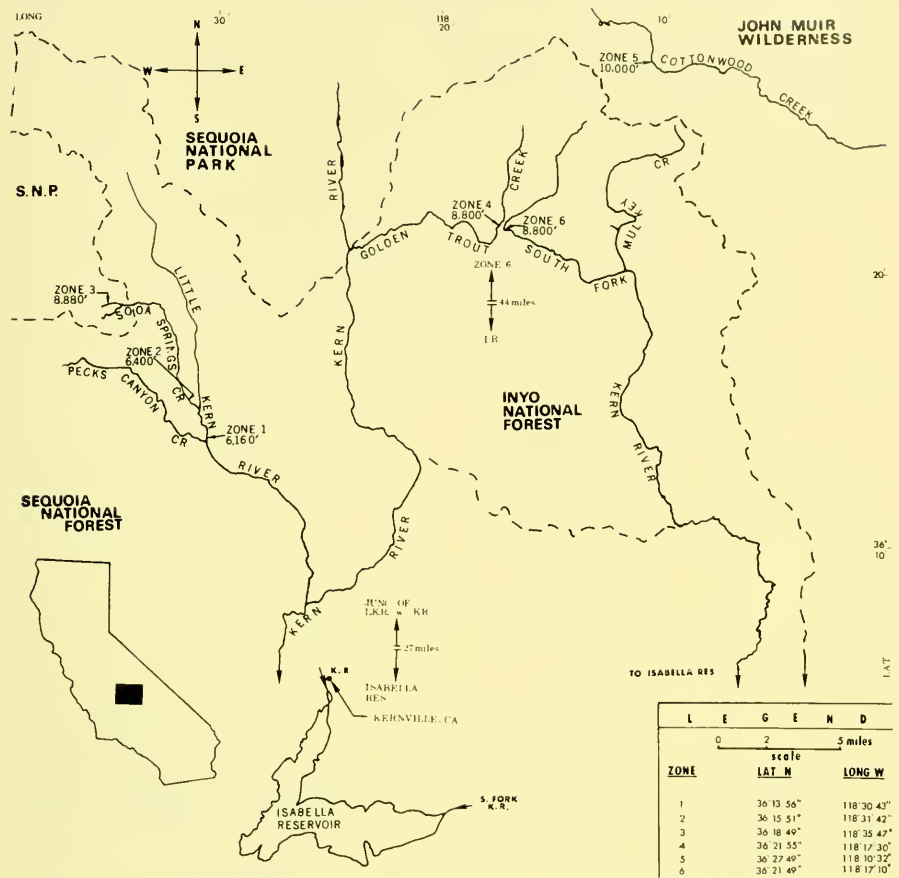 LONG
30'
118
20'
10'
JOHN MUIR
WILDERNESS
N
W
E
S
ZONE 5
10.000'
COTTONWOOD
CREEK
SEQUOIA
NATIONAL
PARK
S.N.P.
RIVER
CREEK
ZONE 4
8.800'
ZONE 6
8.800'
CR
MULKEY
GOLDEN
TROUT
SOUTH
FORK
20'
ZONE 6
44 miles
I R
LITTLE
ZONE 3
8,880'
SODA
SPRINGS
CR
ZONE 2
6,400'
PECKS
CANYON
CR
KERN
KERN
ZONE 1
6,160'
RIVER
INYO
NATIONAL
FOREST
KERN
RIVER
SEQUOIA
NATIONAL
FOREST
RIVER
KERN
36°
10'
JUNC OF
LKR w KR
27 miles
ISABELLA
RES
K.R
KERNVILLE, CA
TO ISABELLA RES
LAT
S. FORK
K.R.
ISABELLA
RESERVOIR
L E G E N D
0 2 5 miles
scale
ZONE LAT N LONG W
1 36 13 56" 118 30 43"
2 36 15 51" 118 31' 42"
3 36 18 49" 118 35' 47"
4 36 21 55" 118 17' 30"
5 36 27 49" 118 10' 32"
6 36 21 49" 118 17' 10"